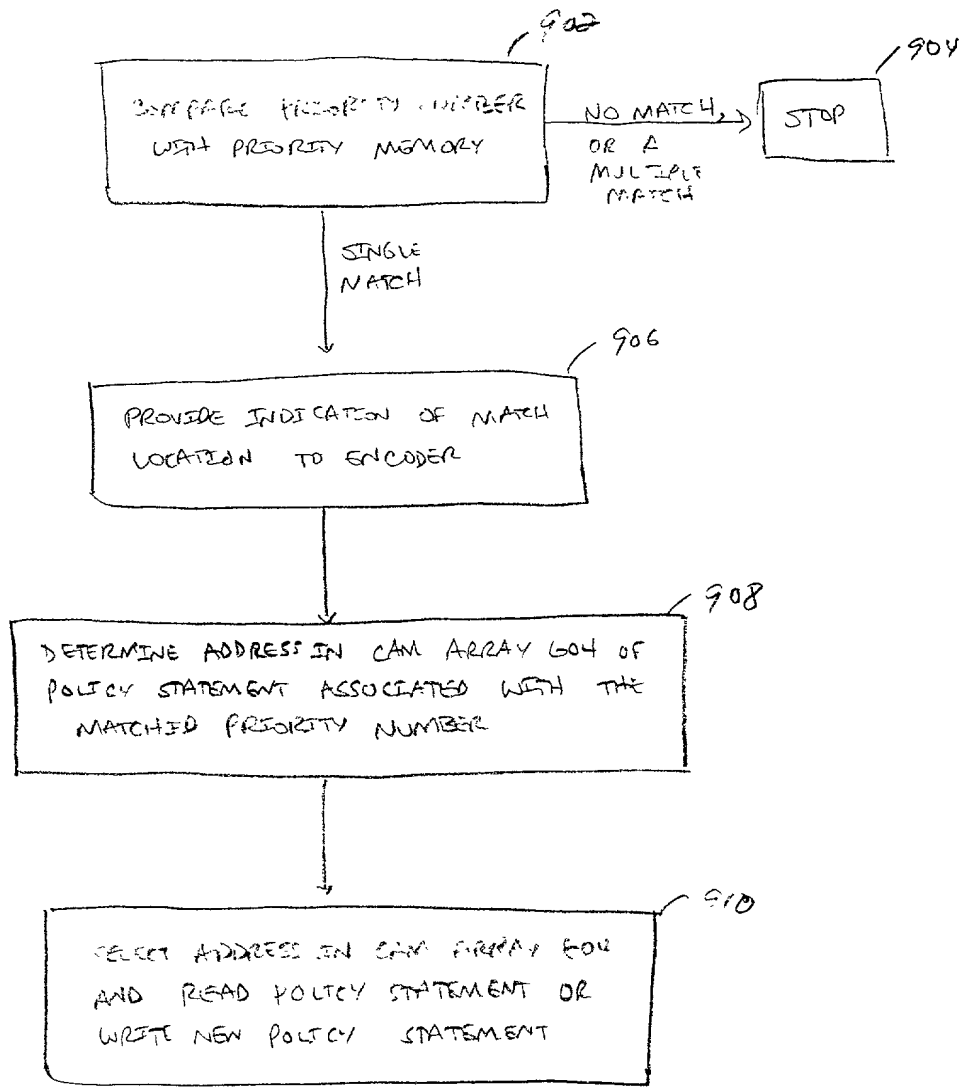 902
COMPARE PRIORITY NUMBER
WITH PRIORITY MEMORY
NO MATCH,
OR A
MULTIPLE
MATCH
904
STOP
SINGLE
MATCH
906
PROVIDE INDICATION OF MATCH
LOCATION TO ENCODER
908
DETERMINE ADDRESS IN CAM ARRAY 604 OF
POLICY STATEMENT ASSOCIATED WITH THE
MATCHED PRIORITY NUMBER
910
SELECT ADDRESS IN CAM ARRAY 604
AND READ POLICY STATEMENT OR
WRITE NEW POLICY STATEMENT